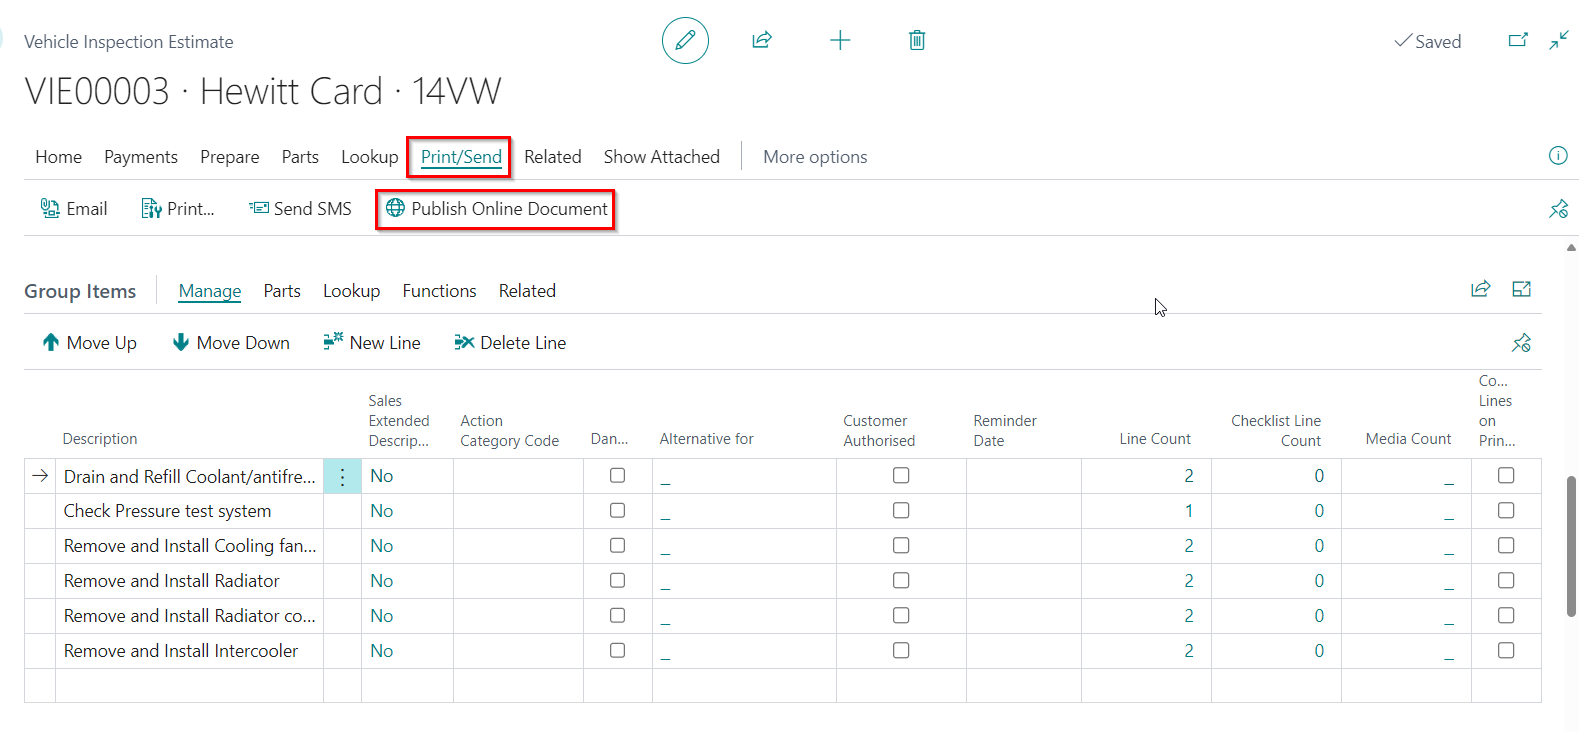 Vehicle Inspection Estimate
Saved
VIE00003 · Hewitt Card · 14VW
Home Payments Prepare Parts Lookup Print/Send Related Show Attached More options
Email Print... Send SMS Publish Online Document
Group Items Manage Parts Lookup Functions Related
Move Up Move Down New Line Delete Line
Description Sales Extended Descrip... Action Category Code Dan... Alternative for Customer Authorised Reminder Date Line Count Checklist Line Count Media Count Co... Lines on Prin...
Drain and Refill Coolant/antifre... No _ 2 0 _
Check Pressure test system No _ 1 0 _
Remove and Install Cooling fan... No _ 2 0 _
Remove and Install Radiator No _ 2 0 _
Remove and Install Radiator co... No _ 2 0 _
Remove and Install Intercooler No _ 2 0 _